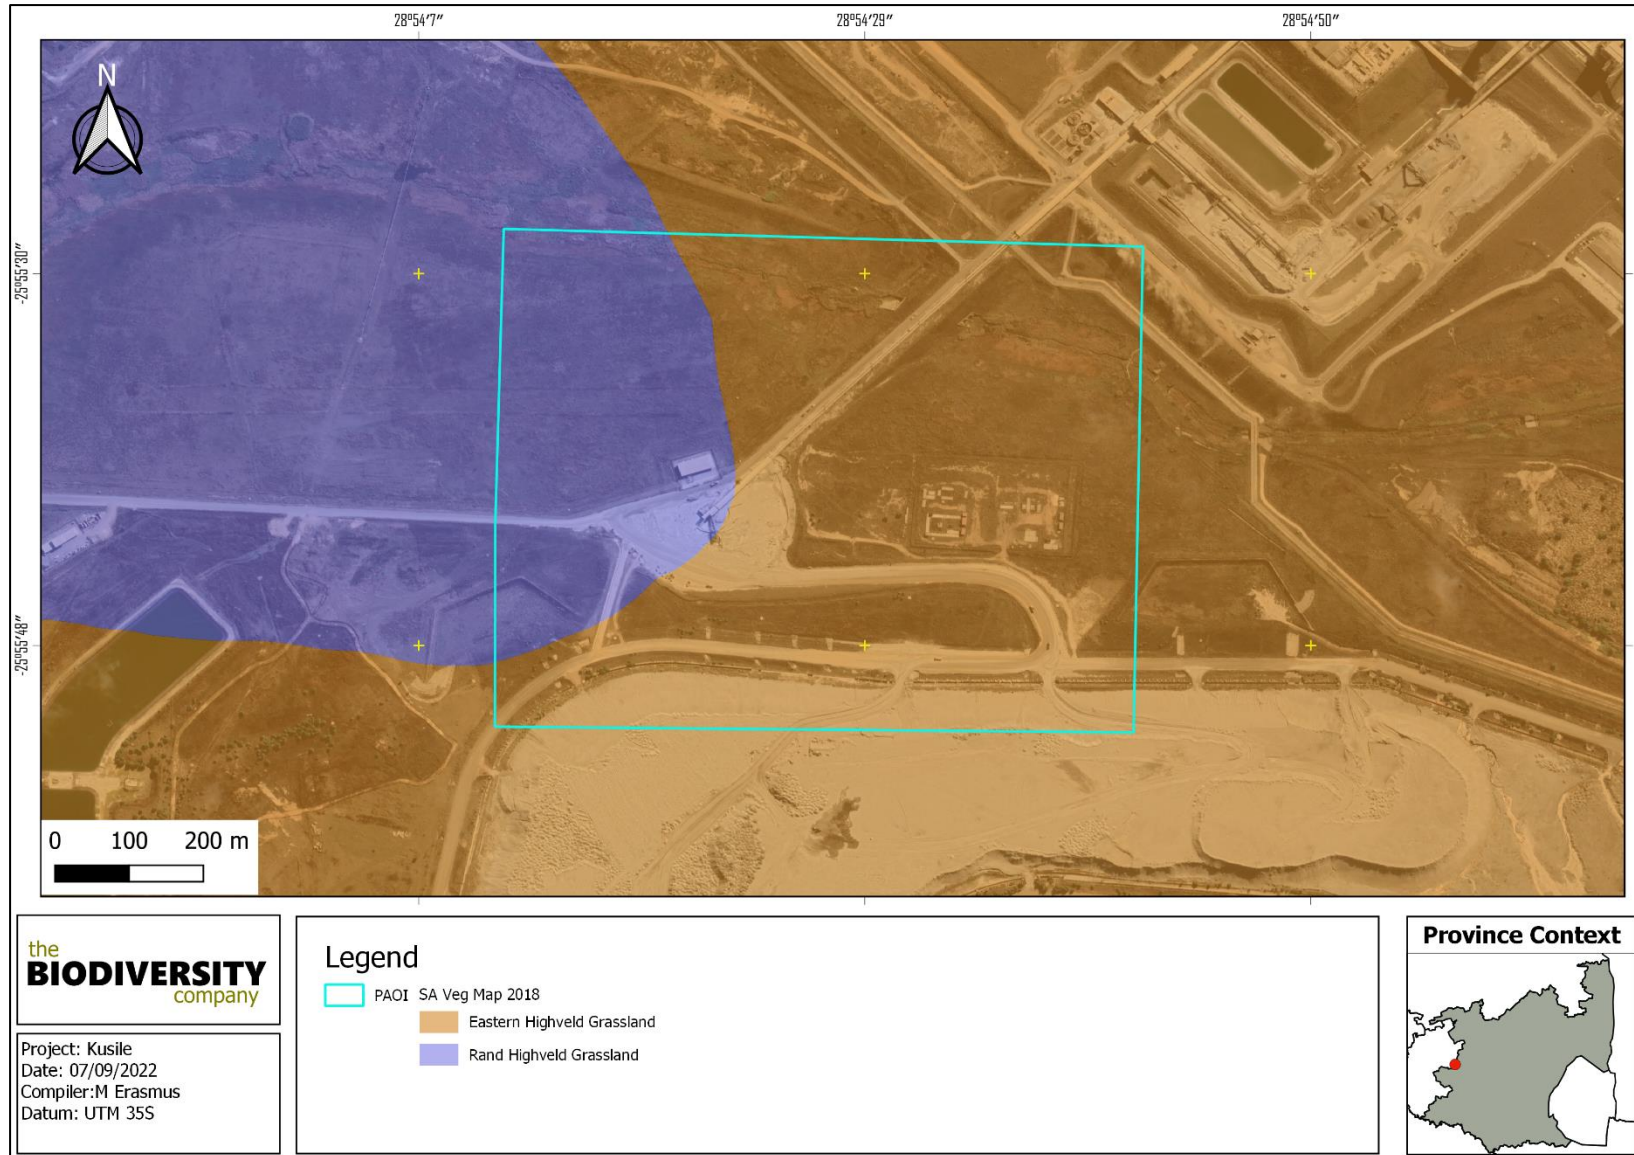 28°54'7"
28°54'29"
28°54'50"
N
-25°55'30"
-25°55'48"
0 100 200 m
the
BIODIVERSITY
company
Project: Kusile
Date: 07/09/2022
Compiler:M Erasmus
Datum: UTM 35S
Legend
PAOI SA Veg Map 2018
Eastern Highveld Grassland
Rand Highveld Grassland
Province Context